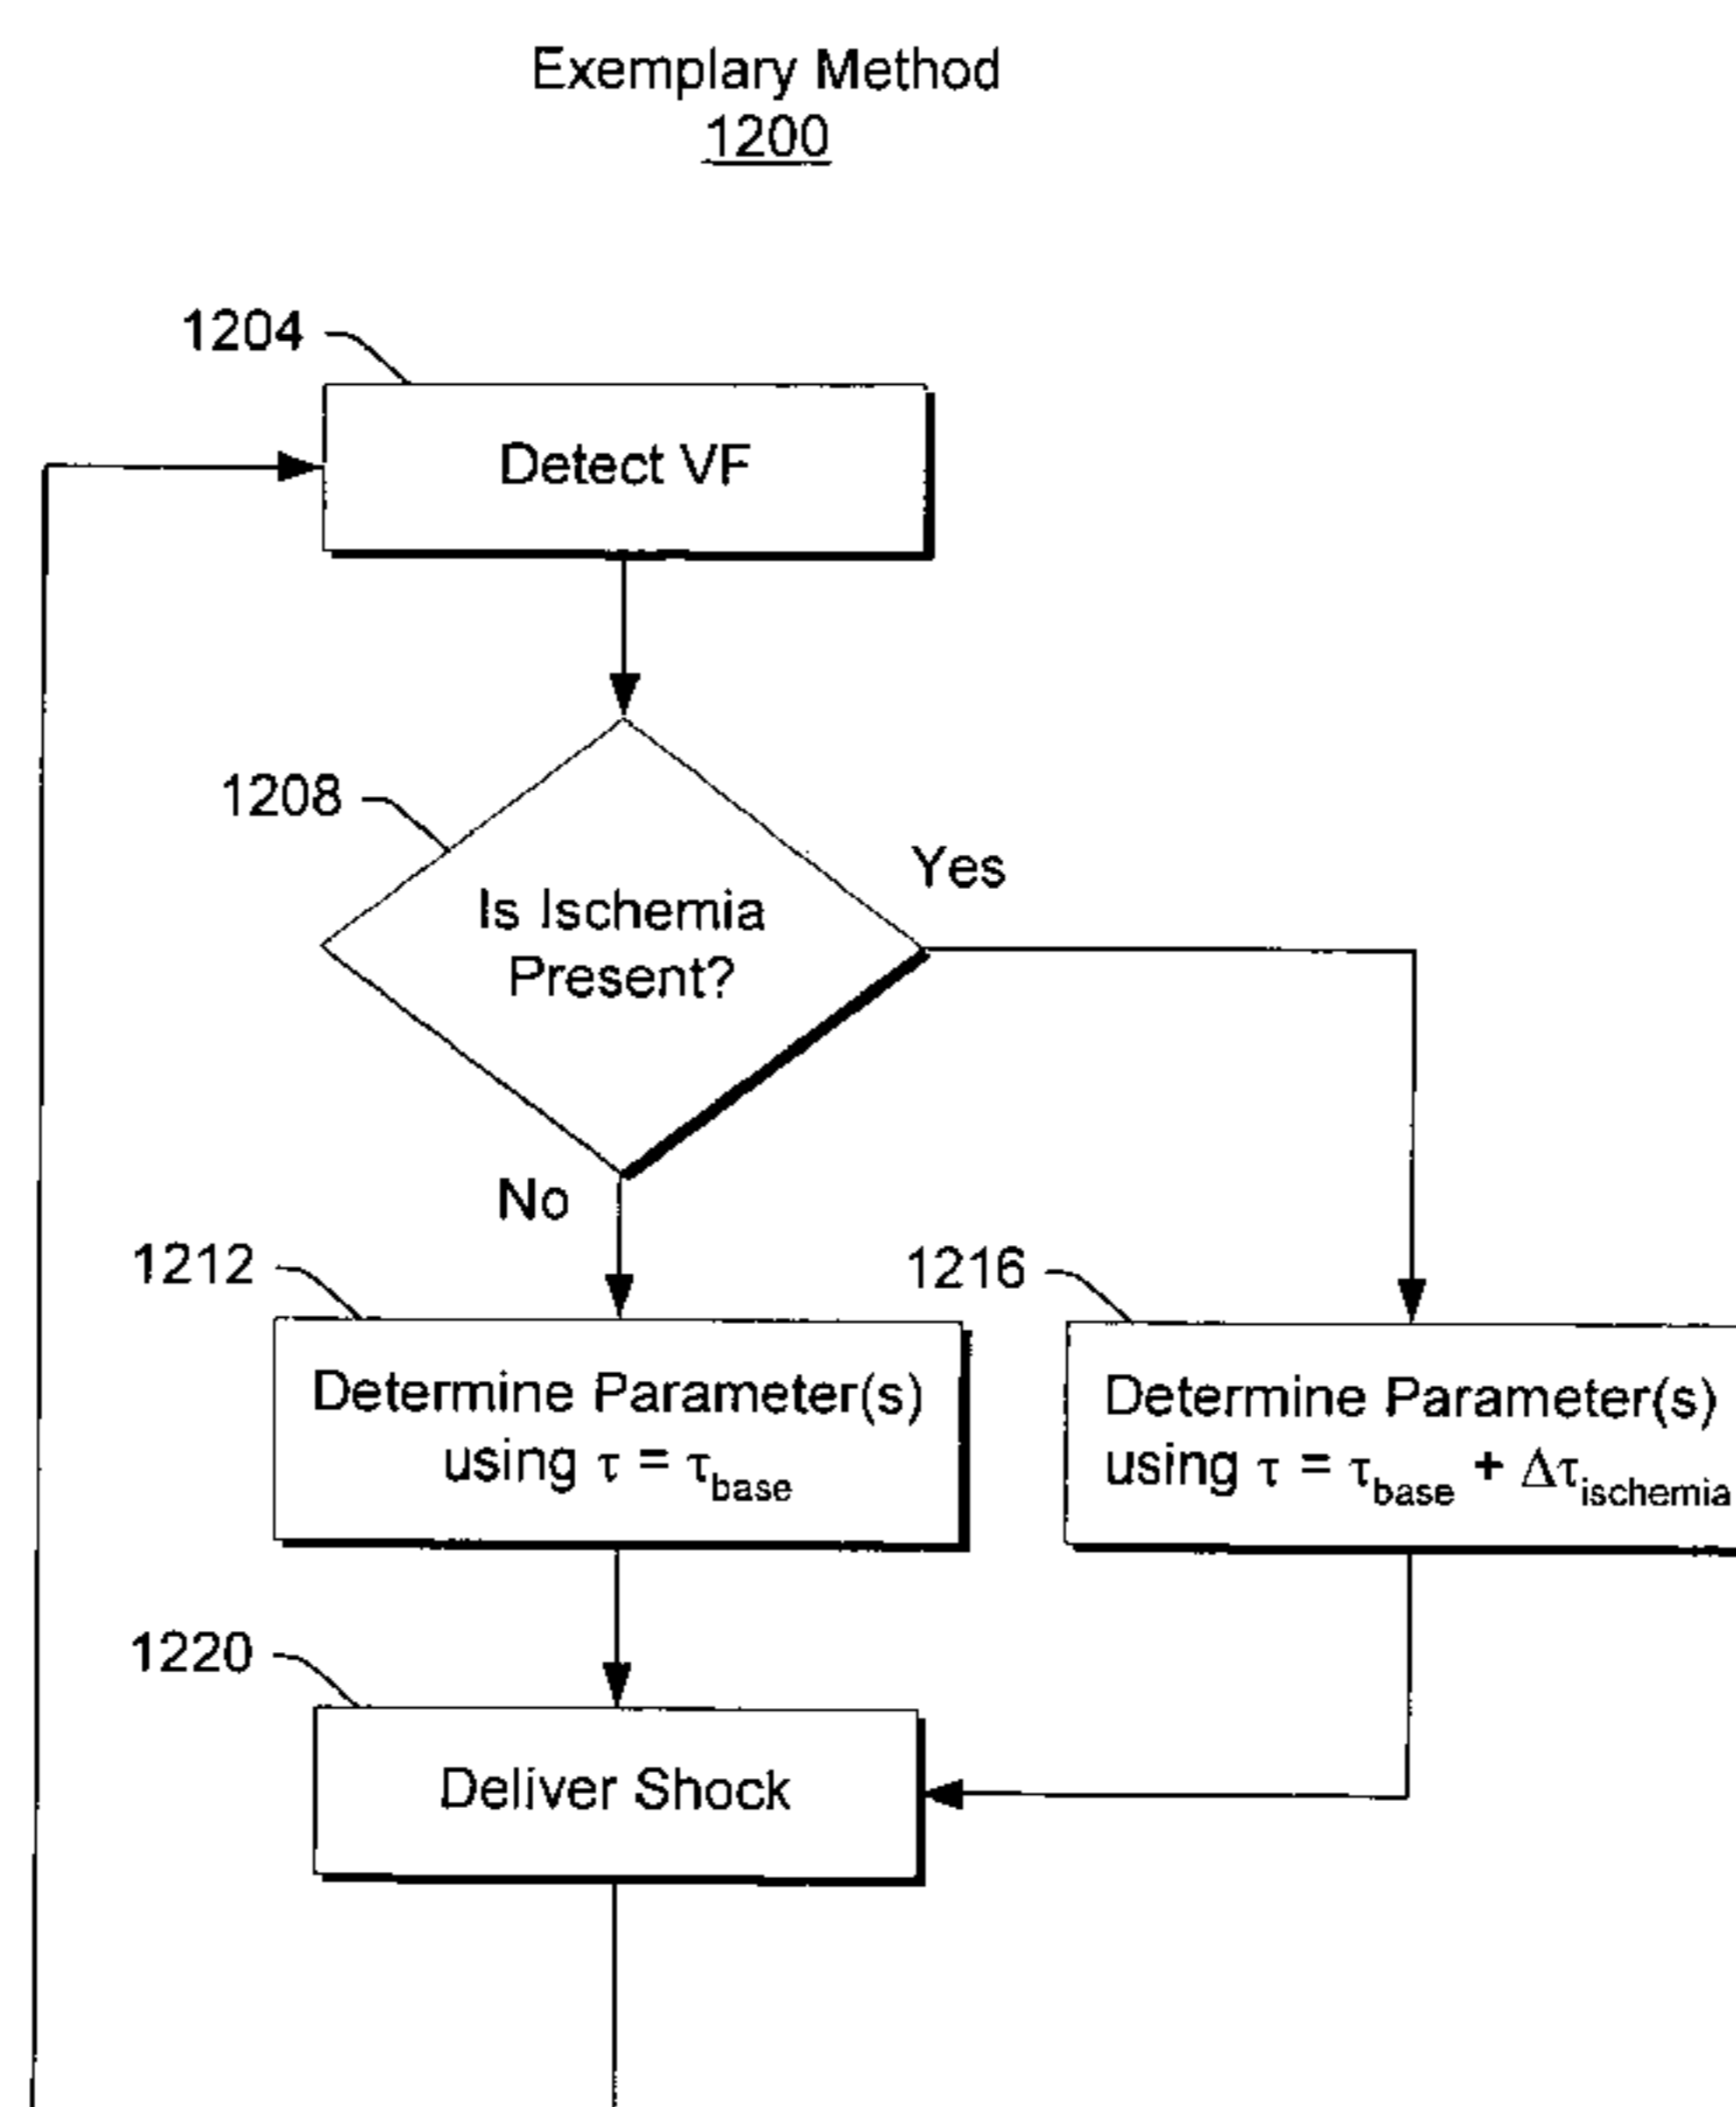 Exemplary Method
1200
1204
Detect VF
1208
Is Ischemia
Present?
Yes
No
1212
Determine Parameter(s)
using τ = τbase
1216
Determine Parameter(s)
using τ = τbase + Δτischemia
1220
Deliver Shock